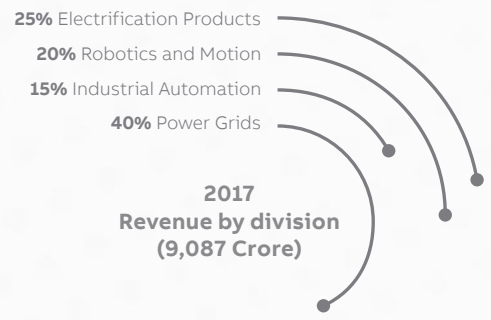 25% Electrification Products
20% Robotics and Motion
15% Industrial Automation
40% Power Grids
2017
Revenue by division
(9,087 Crore)